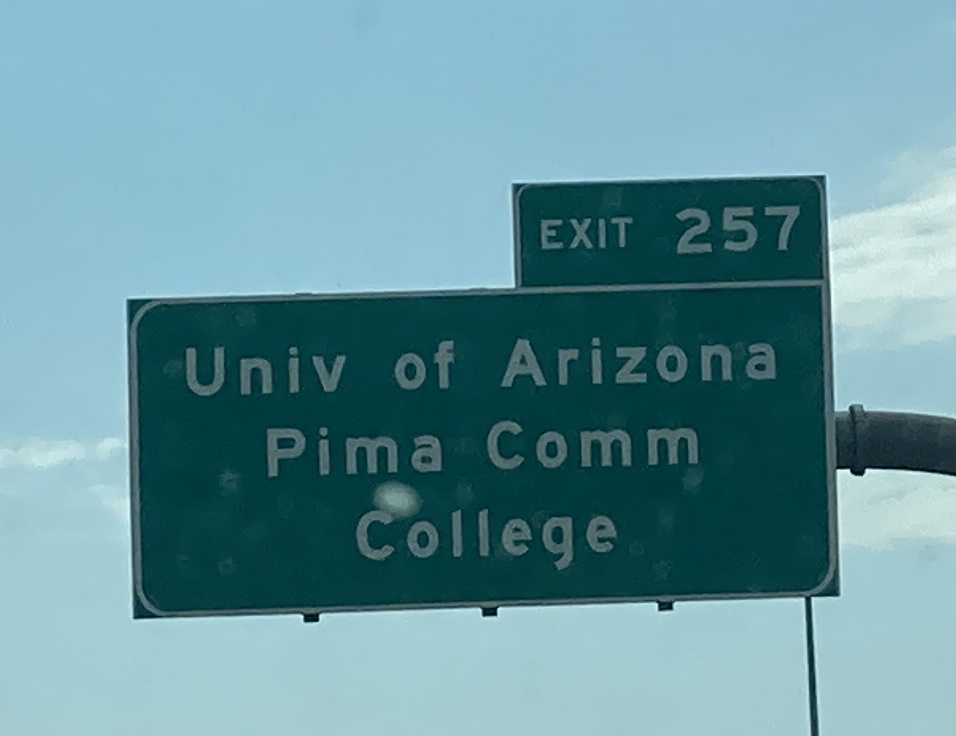 EXIT 257
Univ of Arizona
Pima Comm
College